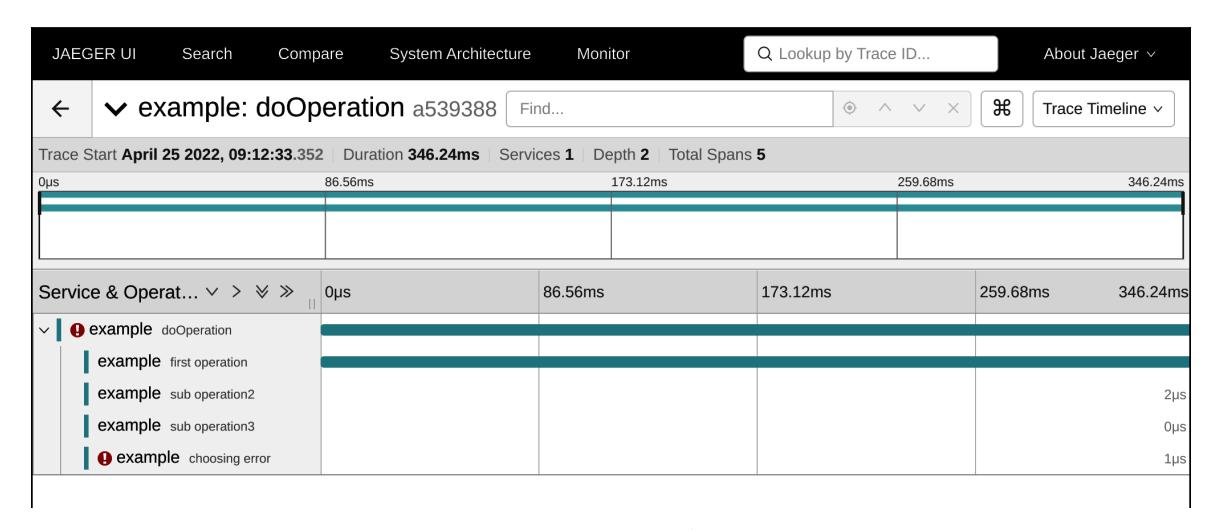 JAEGER UI Search Compare System Architecture Monitor Lookup by Trace ID... About Jaeger
example: doOperation a539388 Find... ⌘ Trace Timeline
Trace Start April 25 2022, 09:12:33.352 Duration 346.24ms Services 1 Depth 2 Total Spans 5
0μs 86.56ms 173.12ms 259.68ms 346.24ms
Service & Operat... 0μs 86.56ms 173.12ms 259.68ms 346.24ms
example doOperation
example first operation
example sub operation2 2μs
example sub operation3 0μs
example choosing error 1μs